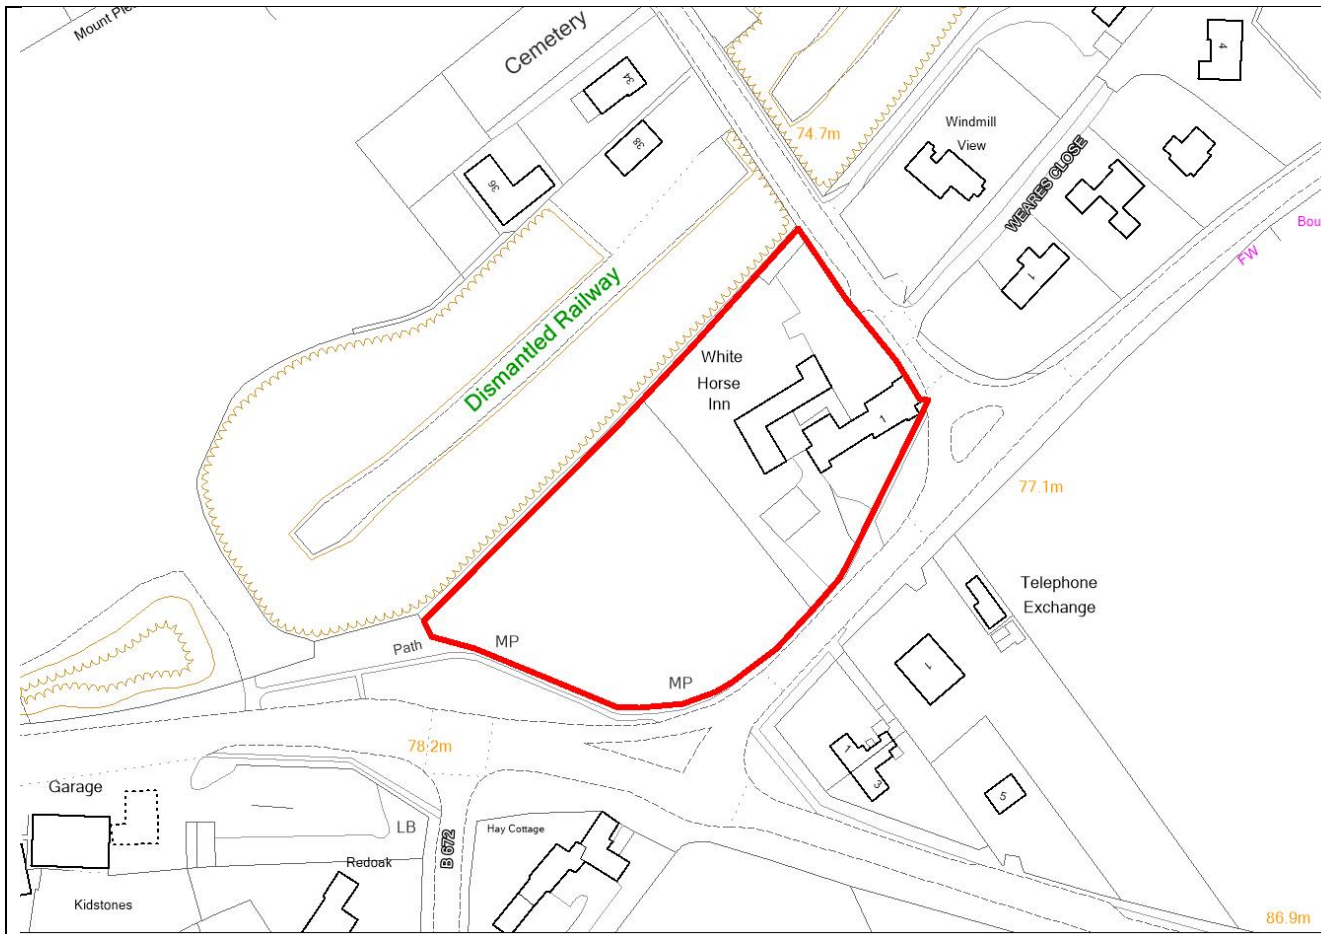 Mount
Cemetery
34
38
36
4
74.7m
Windmill
View
WEARES CLOSE
1
Bou
FW
Dismantled Railway
White
Horse
Inn
1
77.1m
Telephone
Exchange
1
Path
MP
MP
78.2m
1
3
5
Garage
LB
B 672
Hay Cottage
Redoak
Kidstones
86.9m